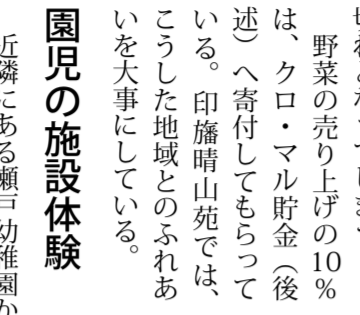 野菜の売り上げの10%
は、クロ・マル貯金（後
述）へ寄付してもらって
いる。印旛晴山苑では、
こうした地域とのふれあ
いを大事にしている。
園児の施設体験
近隣にある瀬戸幼稚園か